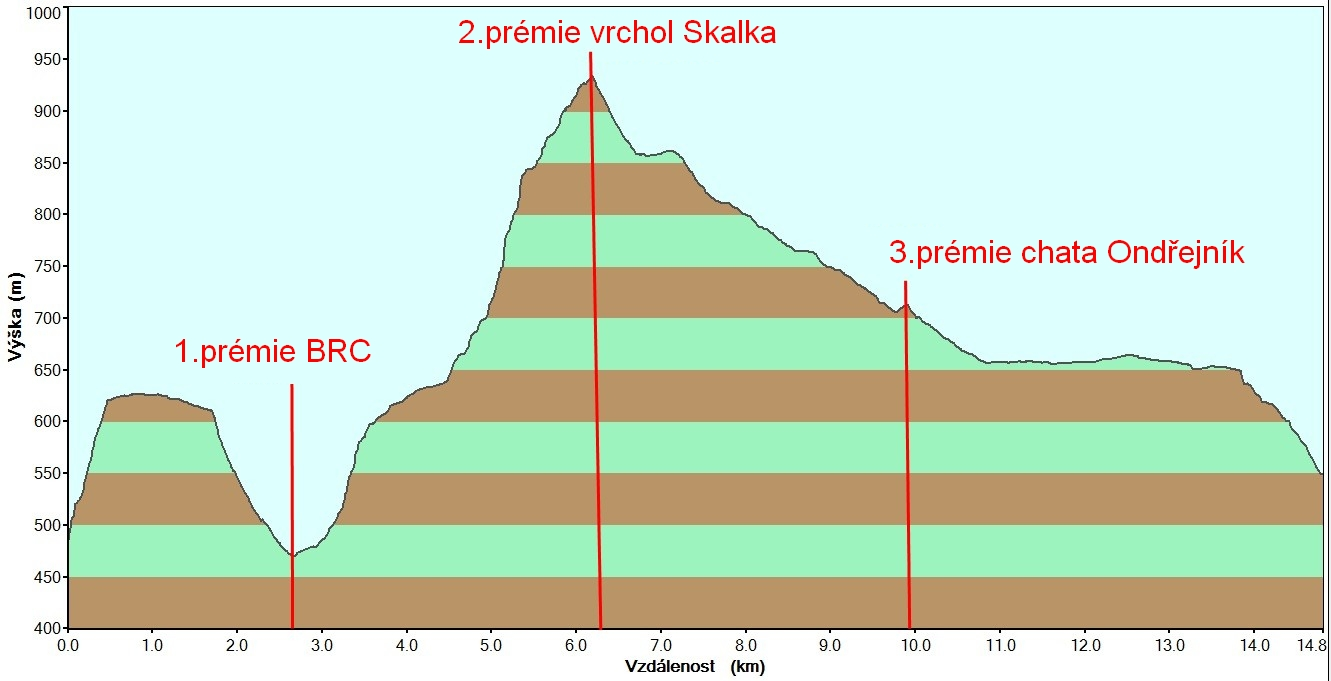 2.prémie vrchol Skalka
3.prémie chata Ondřejník
1.prémie BRC
Výška (m)
1000
950
900
850
800
750
700
650
600
550
500
450
400
0.0 1.0 2.0 3.0 4.0 5.0 6.0 7.0 8.0 9.0 10.0 11.0 12.0 13.0 14.0 14.8
Vzdálenost (km)